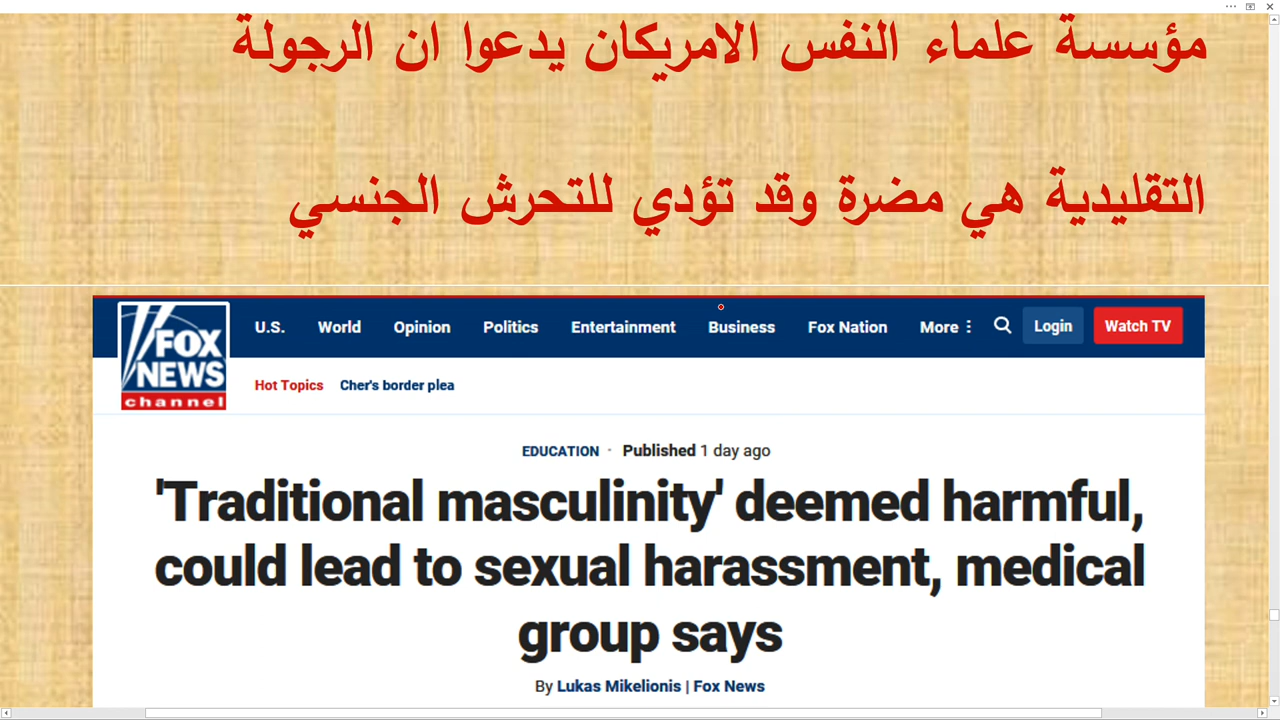 مؤسسة علماء النفس الامريكان يدعوا ان الرجولة
التقليدية هي مضرة وقد تؤدي للتحرش الجنسي
FOX
NEWS
channel
U.S. World Opinion Politics Entertainment Business Fox Nation More Login Watch TV
Hot Topics Cher's border plea
EDUCATION · Published 1 day ago
'Traditional masculinity' deemed harmful,
could lead to sexual harassment, medical
group says
By Lukas Mikelionis | Fox News